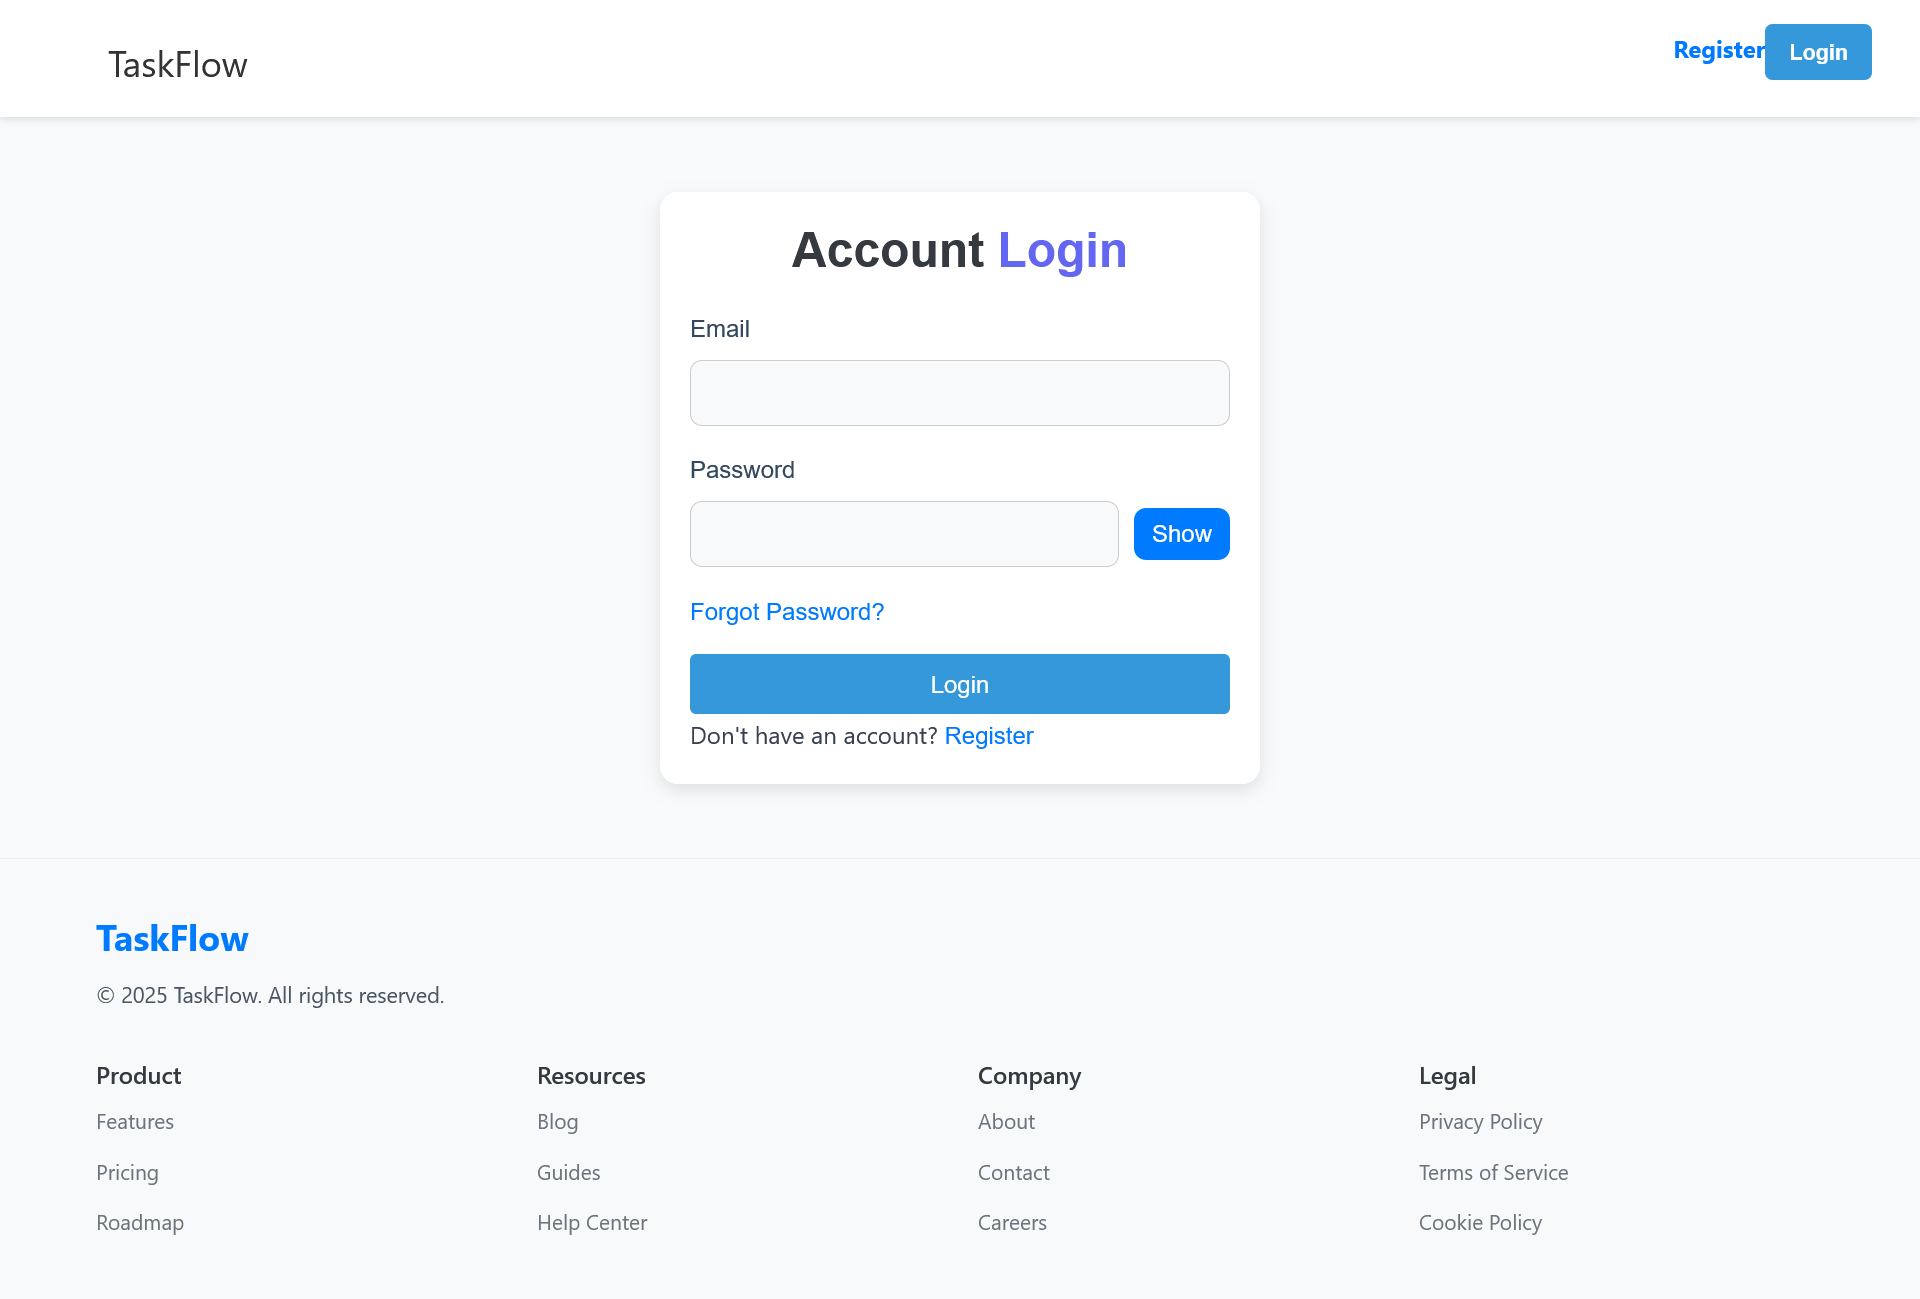 TaskFlow
Register
Login
Account Login
Email
Password
Show
Forgot Password?
Login
Don't have an account? Register
TaskFlow
© 2025 TaskFlow. All rights reserved.
Product
Features
Pricing
Roadmap
Resources
Blog
Guides
Help Center
Company
About
Contact
Careers
Legal
Privacy Policy
Terms of Service
Cookie Policy